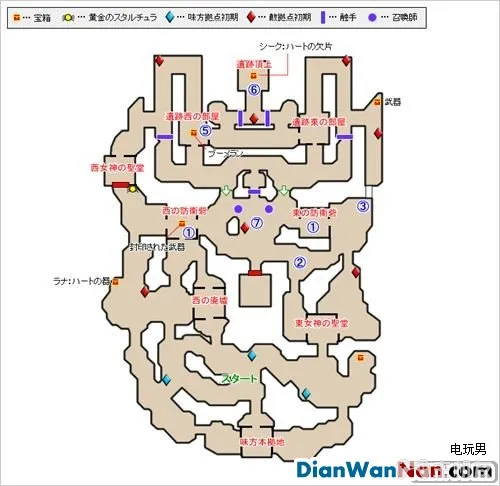 … 宝箱 … 黄金のスタルチュラ … 味方拠点初期 … 敵拠点初期 … 触手 … 召喚師
シーク:ハートの欠片
遺跡頂上
⑥
武器
遺跡西の部屋
遺跡東の部屋
⑤
ブーメラン
西女神の聖堂
③
西の防衛砦
東の防衛砦
⑦
①
①
封印された武器
②
ラナ:ハートの器
西の廃墟
東女神の聖堂
スタート
味方本拠地
电玩男
DianWanNan.com